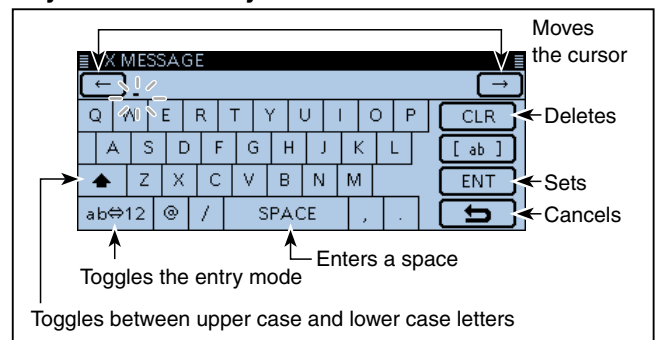 Moves
the cursor
TX MESSAGE
← →
Q W E R T Y U I O P CLR Deletes
A S D F G H J K L [ ab ]
Z X C V B N M ENT Sets
ab⇔12 @ / SPACE , . Cancels
Enters a space
Toggles the entry mode
Toggles between upper case and lower case letters